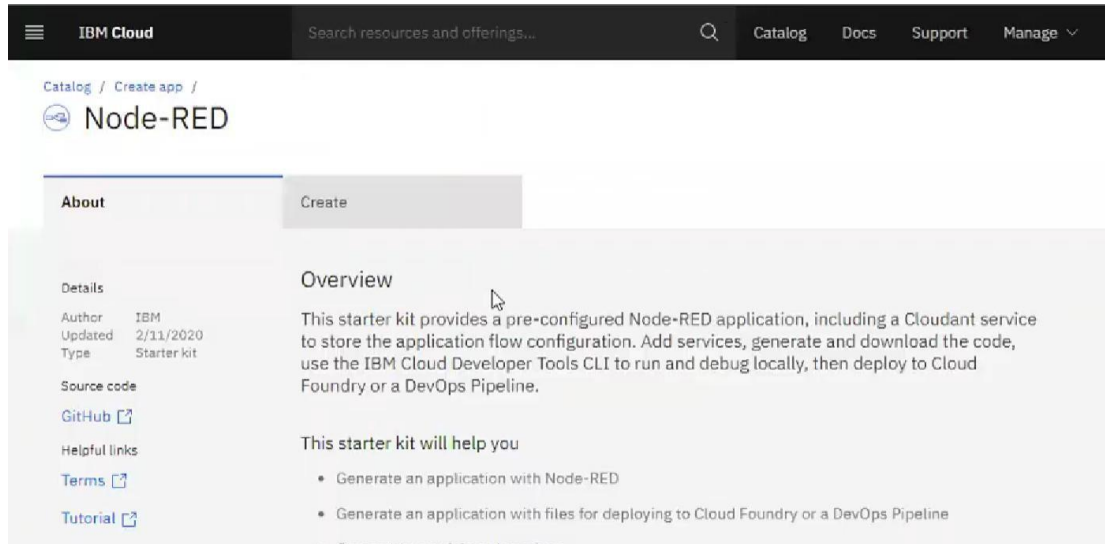 IBM Cloud
Search resources and offerings...
Catalog
Docs
Support
Manage
Catalog / Create app /
Node-RED
About
Create
Details
Author IBM
Updated 2/11/2020
Type Starter kit
Source code
GitHub
Helpful links
Terms
Tutorial
Overview
This starter kit provides a pre-configured Node-RED application, including a Cloudant service
to store the application flow configuration. Add services, generate and download the code,
use the IBM Cloud Developer Tools CLI to run and debug locally, then deploy to Cloud
Foundry or a DevOps Pipeline.
This starter kit will help you
• Generate an application with Node-RED
• Generate an application with files for deploying to Cloud Foundry or a DevOps Pipeline